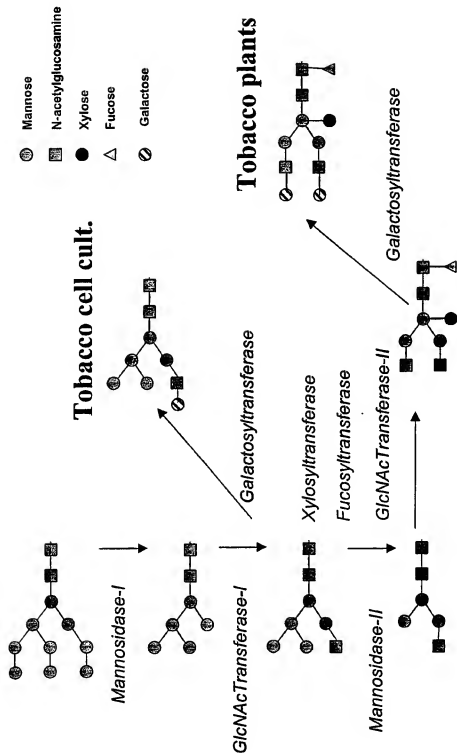 Mannose
N-acetylglucosamine
Xylose
Fucose
Galactose
Tobacco cell cult.
Tobacco plants
Mannosidase-I
GlcNAcTransferase-I
Galactosyltransferase
Xylosyltransferase
Fucosyltransferase
Mannosidase-II
GlcNAcTransferase-II
Galactosyltransferase